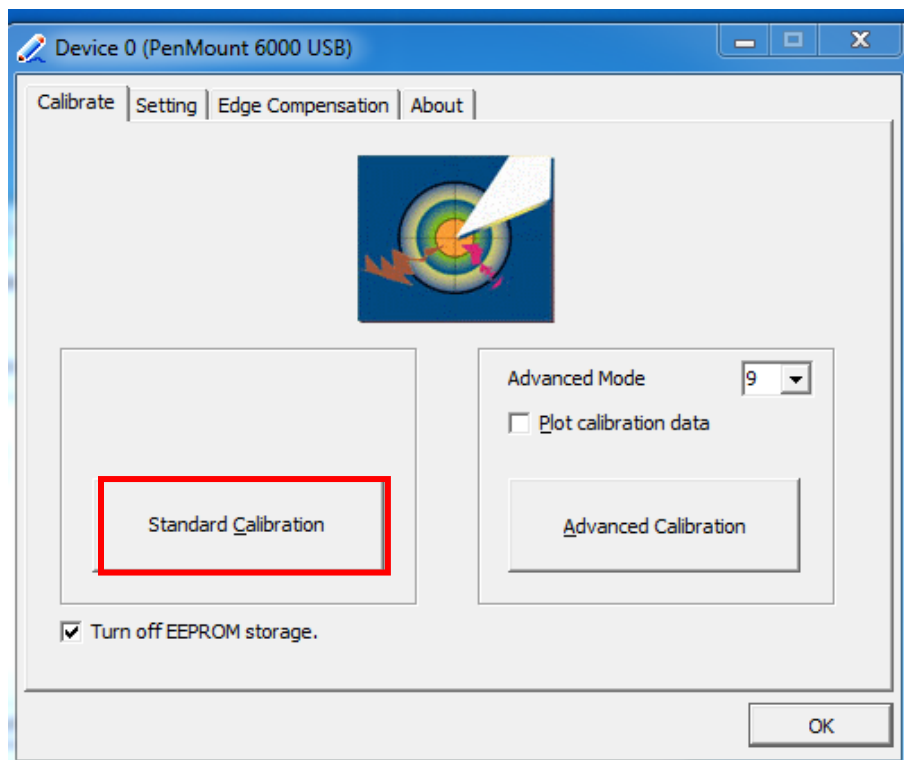 Device 0 (PenMount 6000 USB)
Calibrate Setting Edge Compensation About
Advanced Mode 9
Plot calibration data
Standard Calibration
Advanced Calibration
Turn off EEPROM storage.
OK